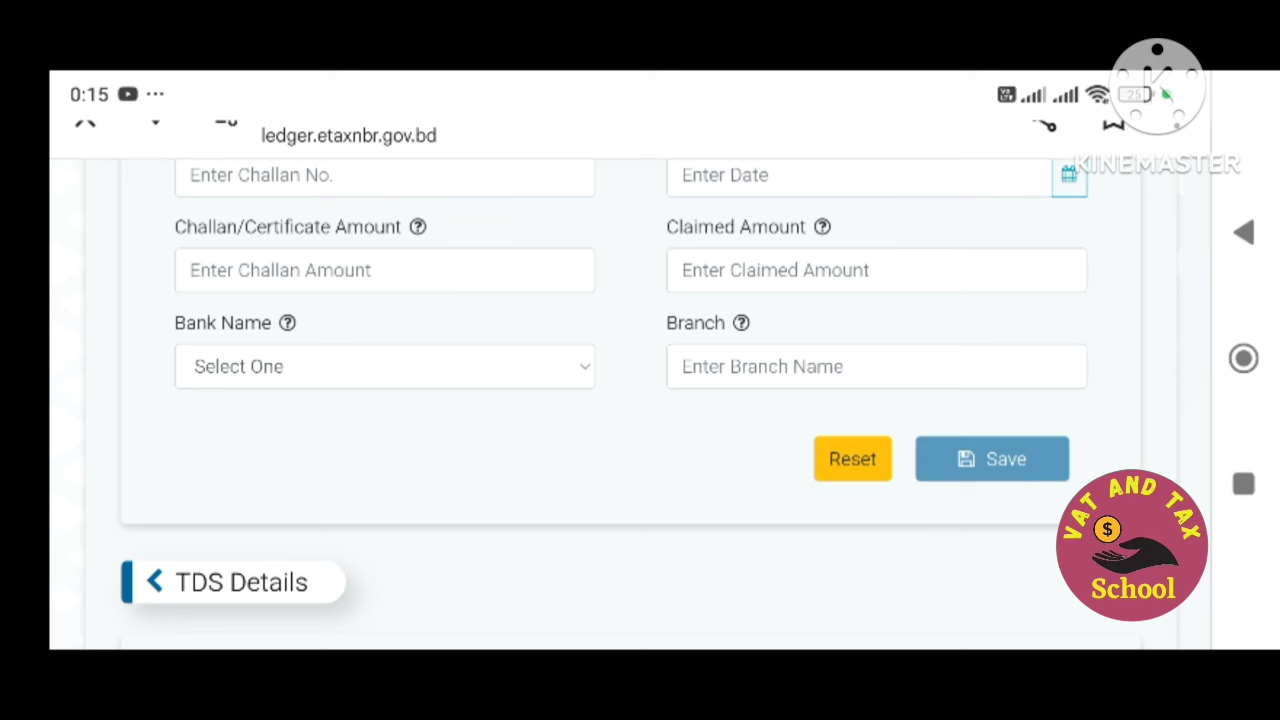 0:15
25
ledger.etaxnbr.gov.bd
KINEMASTER
Enter Challan No.
Enter Date
Challan/Certificate Amount
Claimed Amount
Enter Challan Amount
Enter Claimed Amount
Bank Name
Branch
Select One
Enter Branch Name
Reset
Save
VAT AND TAX
$
School
TDS Details